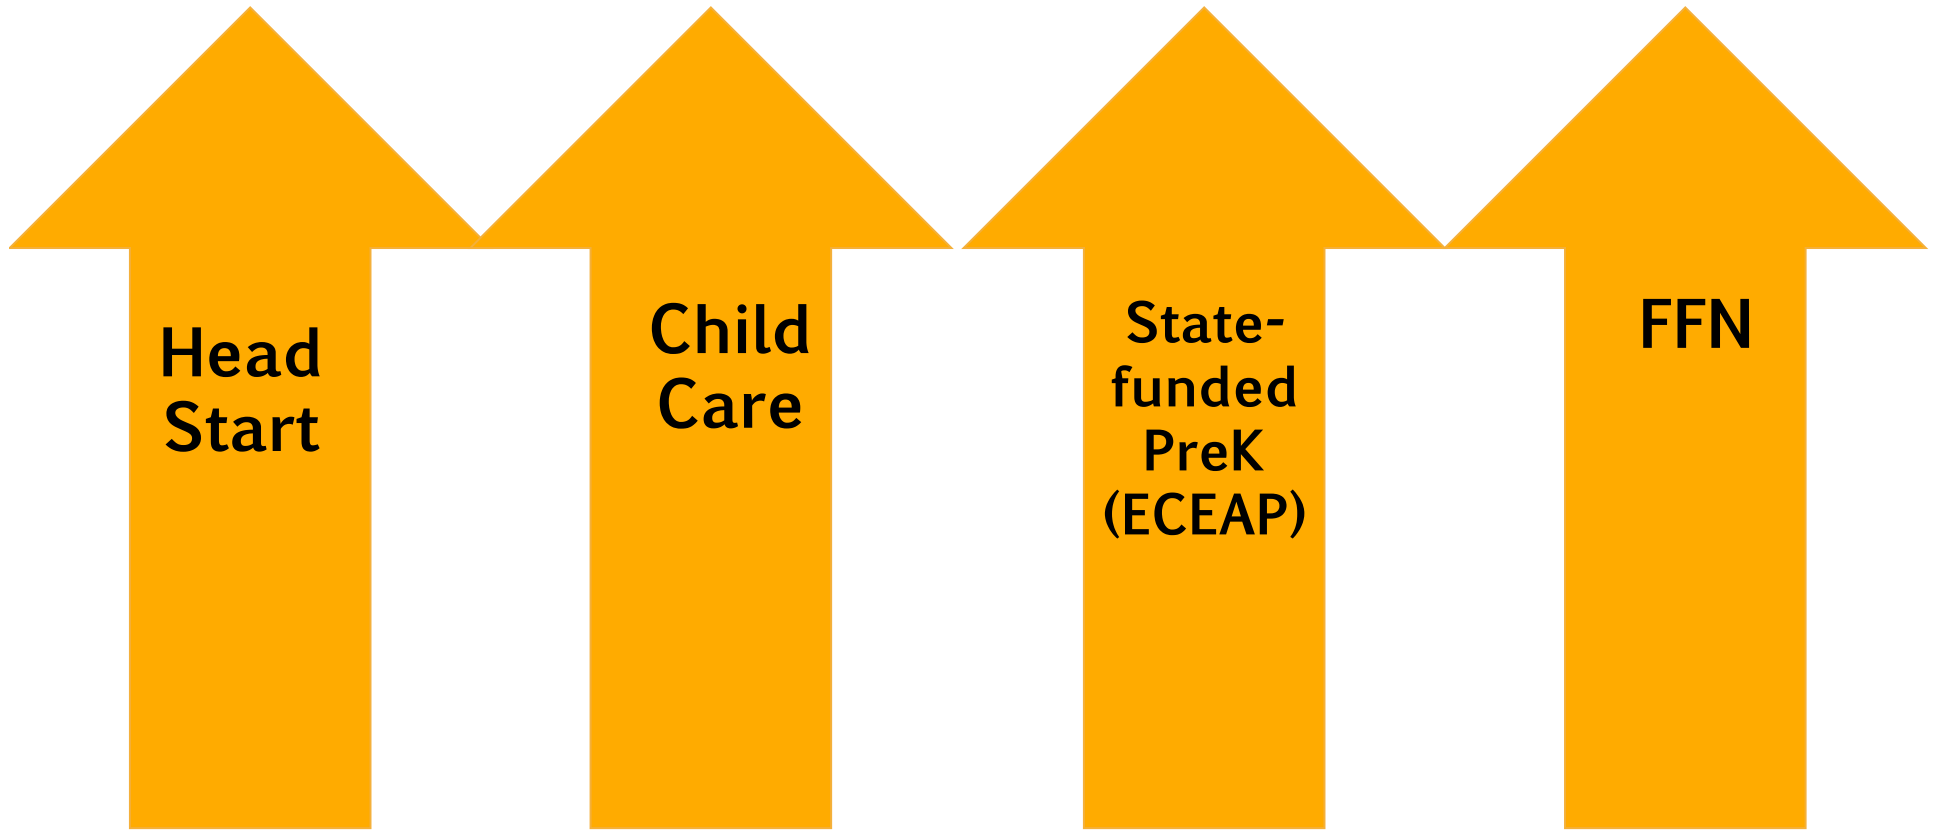 Head
Start
Child
Care
State-
funded
PreK
(ECEAP)
FFN